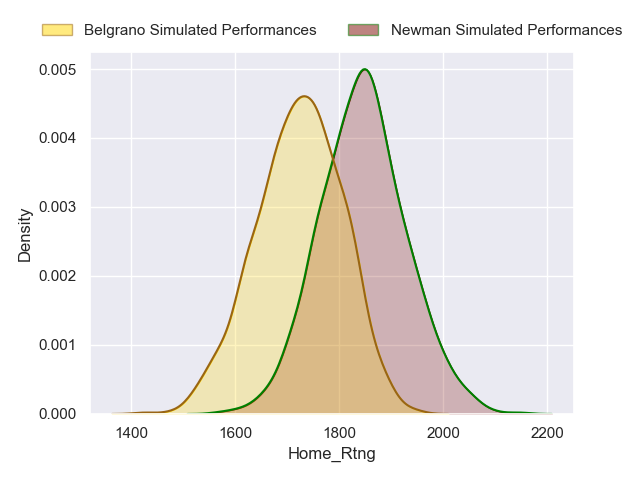 Belgrano Simulated Performances
Newman Simulated Performances
0.005
0.004
0.003
0.002
0.001
0.000
Density
1400
1600
1800
2000
2200
Home_Rtng